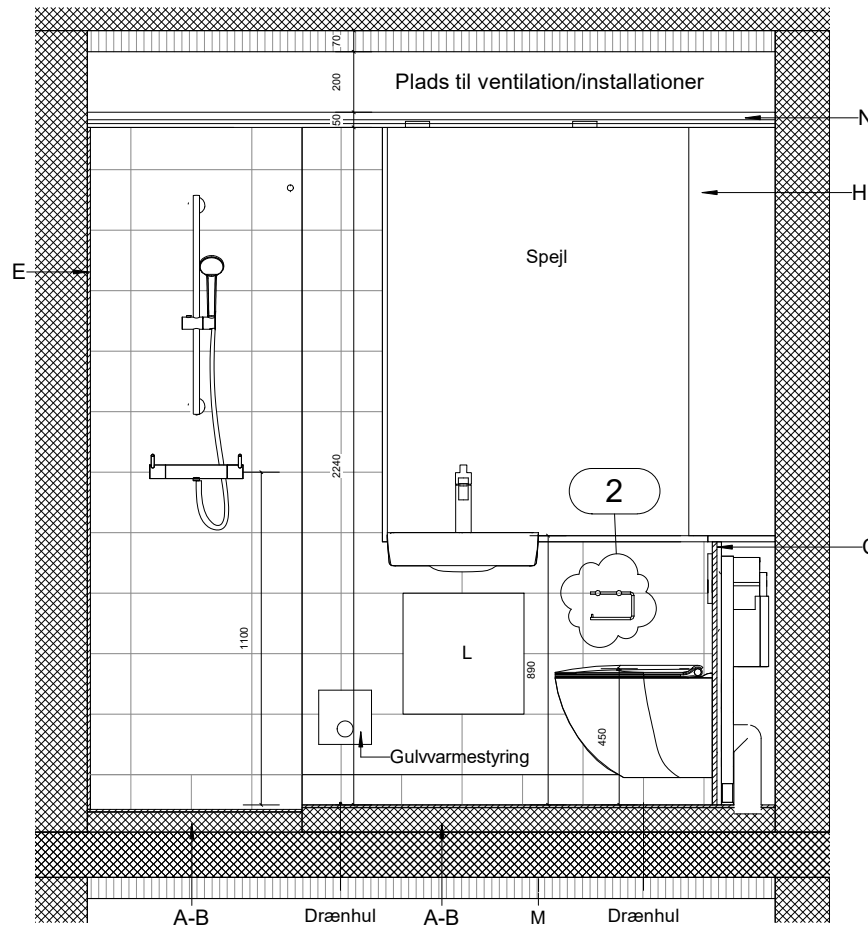 70
200
Plads til ventilation/installationer
50
N
H
Spejl
E
2240
2
1100
L
890
450
Gulvvarmestyring
A-B
Drænhul
A-B
M
Drænhul